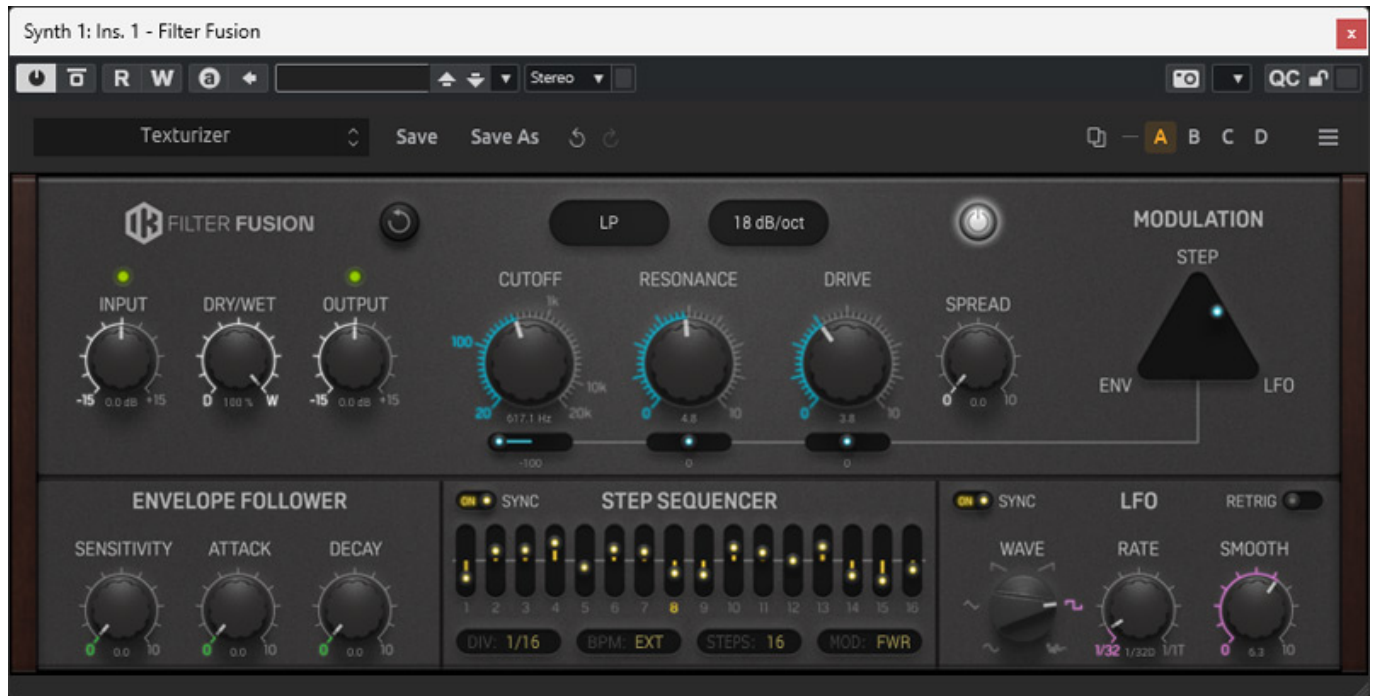 Synth 1: Ins. 1 - Filter Fusion
x
R W a Stereo QC
Texturizer Save Save As A B C D
FILTER FUSION LP 18 dB/oct MODULATION
STEP
INPUT DRY/WET OUTPUT CUTOFF RESONANCE DRIVE SPREAD
1k
100
ENV LFO
10k
-15 0.0 dB +15 D 100 % W -15 0.0 dB +15 20 617.1 Hz 20k 0 4.8 10 0 3.8 10 0 0.0 10
-100 0 0
ENVELOPE FOLLOWER
SENSITIVITY ATTACK DECAY
0 0.0 10 0 0.0 10 0 0.0 10
ON SYNC STEP SEQUENCER
1 2 3 4 5 6 7 8 9 10 11 12 13 14 15 16
DIV: 1/16 BPM: EXT STEPS: 16 MOD: FWR
ON SYNC LFO RETRIG
WAVE RATE SMOOTH
1/32 1/32D 1/1T 0 6.3 10